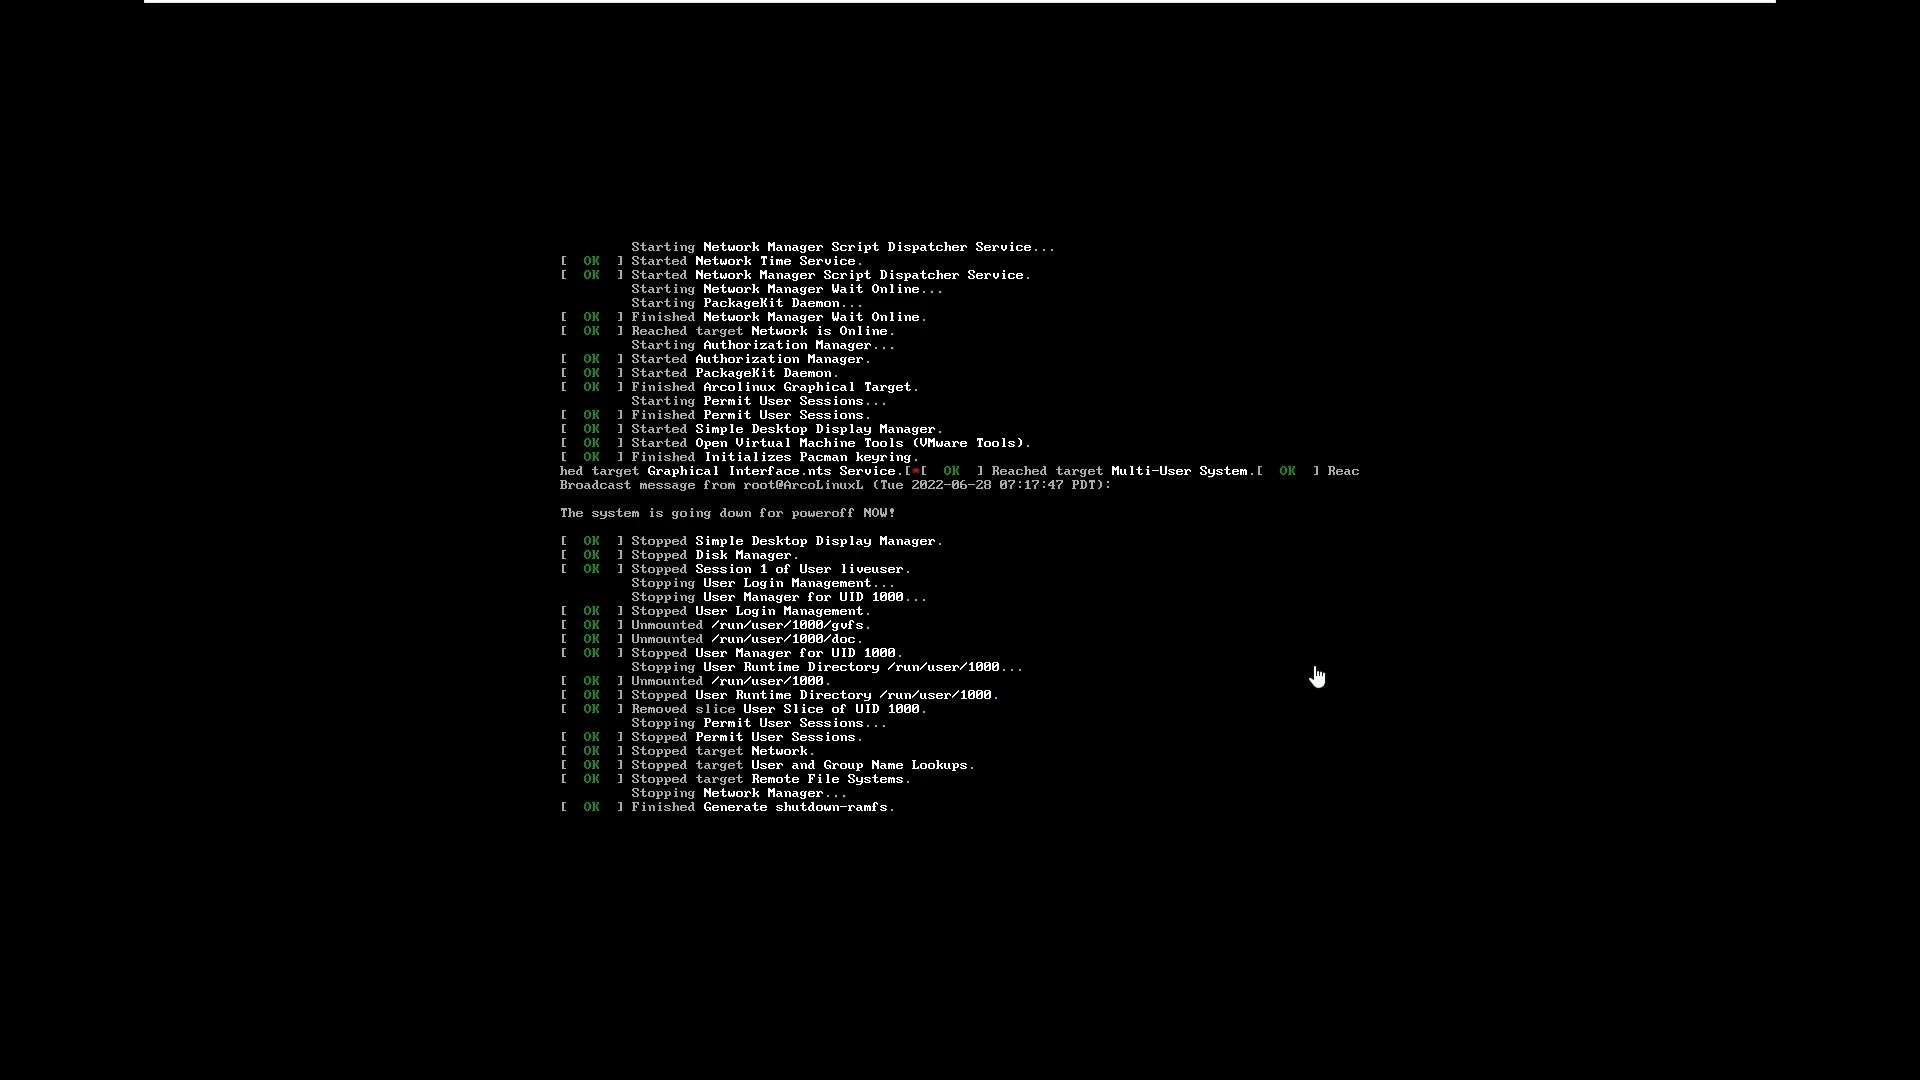 Starting Network Manager Script Dispatcher Service...
[  OK  ] Started Network Time Service.
[  OK  ] Started Network Manager Script Dispatcher Service.
Starting Network Manager Wait Online...
Starting PackageKit Daemon...
[  OK  ] Finished Network Manager Wait Online.
[  OK  ] Reached target Network is Online.
Starting Authorization Manager...
[  OK  ] Started Authorization Manager.
[  OK  ] Started PackageKit Daemon.
[  OK  ] Finished Arcolinux Graphical Target.
Starting Permit User Sessions...
[  OK  ] Finished Permit User Sessions.
[  OK  ] Started Simple Desktop Display Manager.
[  OK  ] Started Open Virtual Machine Tools (VMware Tools).
[  OK  ] Finished Initializes Pacman keyring.
hed target Graphical Interface.nts Service.[*[  OK  ] Reached target Multi-User System.[  OK  ] Reac
Broadcast message from root@ArcoLinuxL (Tue 2022-06-28 07:17:47 PDT):
The system is going down for poweroff NOW!
[  OK  ] Stopped Simple Desktop Display Manager.
[  OK  ] Stopped Disk Manager.
[  OK  ] Stopped Session 1 of User liveuser.
Stopping User Login Management...
Stopping User Manager for UID 1000...
[  OK  ] Stopped User Login Management.
[  OK  ] Unmounted /run/user/1000/gvfs.
[  OK  ] Unmounted /run/user/1000/doc.
[  OK  ] Stopped User Manager for UID 1000.
Stopping User Runtime Directory /run/user/1000...
[  OK  ] Unmounted /run/user/1000.
[  OK  ] Stopped User Runtime Directory /run/user/1000.
[  OK  ] Removed slice User Slice of UID 1000.
Stopping Permit User Sessions...
[  OK  ] Stopped Permit User Sessions.
[  OK  ] Stopped target Network.
[  OK  ] Stopped target User and Group Name Lookups.
[  OK  ] Stopped target Remote File Systems.
Stopping Network Manager...
[  OK  ] Finished Generate shutdown-ramfs.